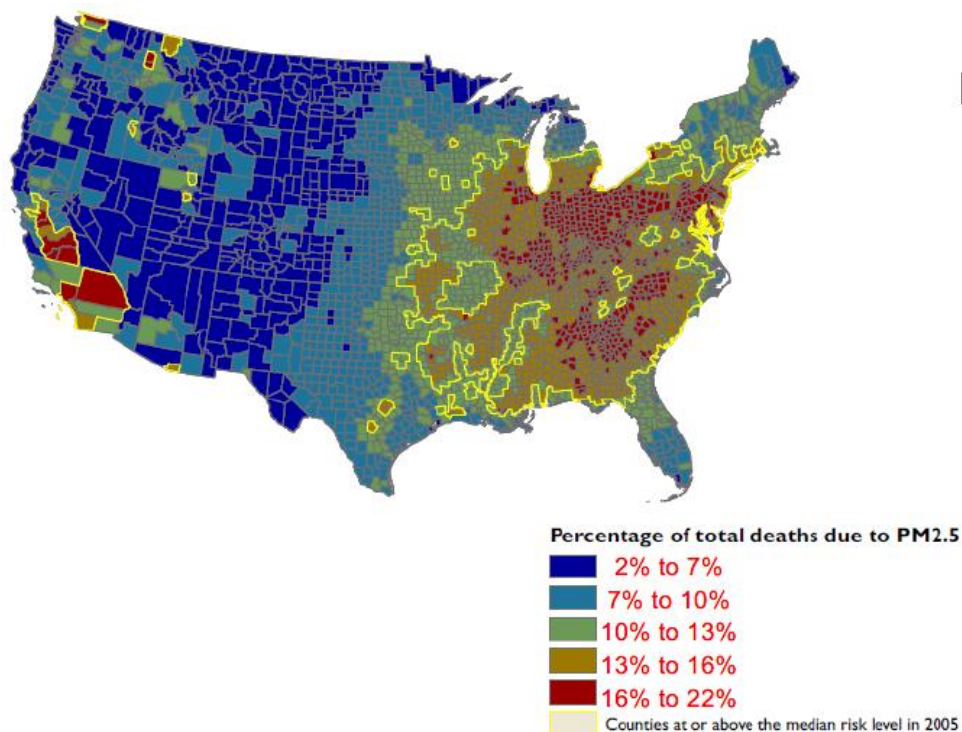 Percentage of total deaths due to PM2.5
2% to 7%
7% to 10%
10% to 13%
13% to 16%
16% to 22%
Counties at or above the median risk level in 2005